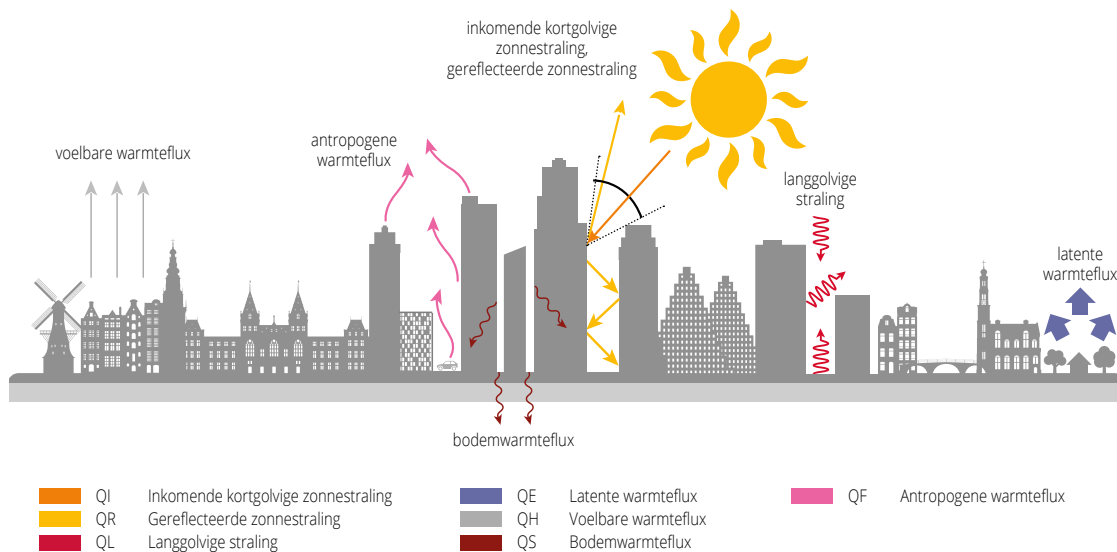 inkomende kortgolvige
zonnestraling,
gereflecteerde zonnestraling
antropogene
warmteflux
voelbare warmteflux
langgolvige
straling
latente
warmteflux
bodemwarmteflux
QI Inkomende kortgolvige zonnestraling
QR Gereflecteerde zonnestraling
QL Langgolvige straling
QE Latente warmteflux
QH Voelbare warmteflux
QS Bodemwarmteflux
QF Antropogene warmteflux